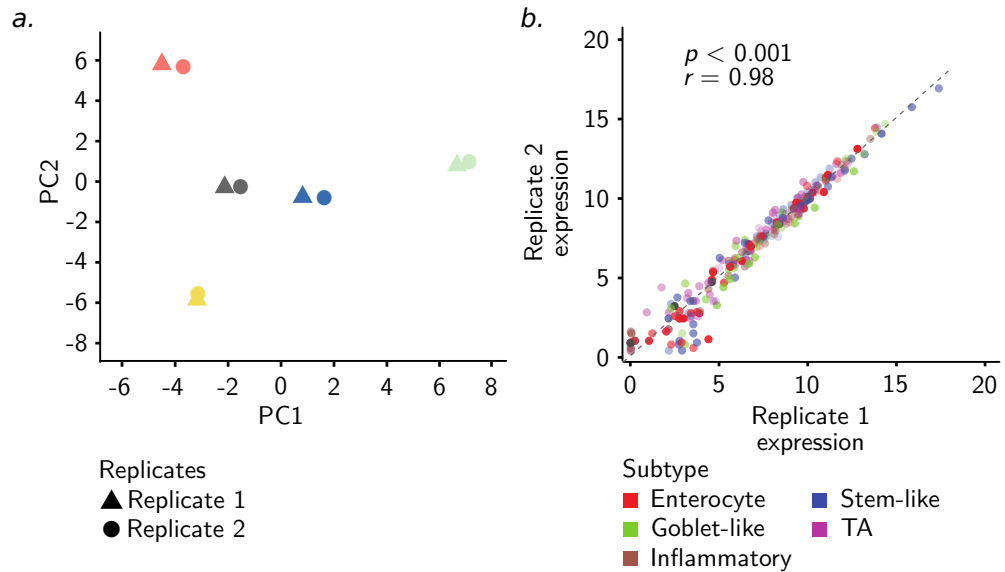 a.
6
4
2
0
-2
-4
-6
-8
PC2
-6
-4
-2
0
2
4
6
8
PC1
Replicates
Replicate 1
Replicate 2
b.
p < 0.001
r = 0.98
20
15
10
5
0
Replicate 2
expression
0
5
10
15
20
Replicate 1
expression
Subtype
Enterocyte
Goblet-like
Inflammatory
Stem-like
TA